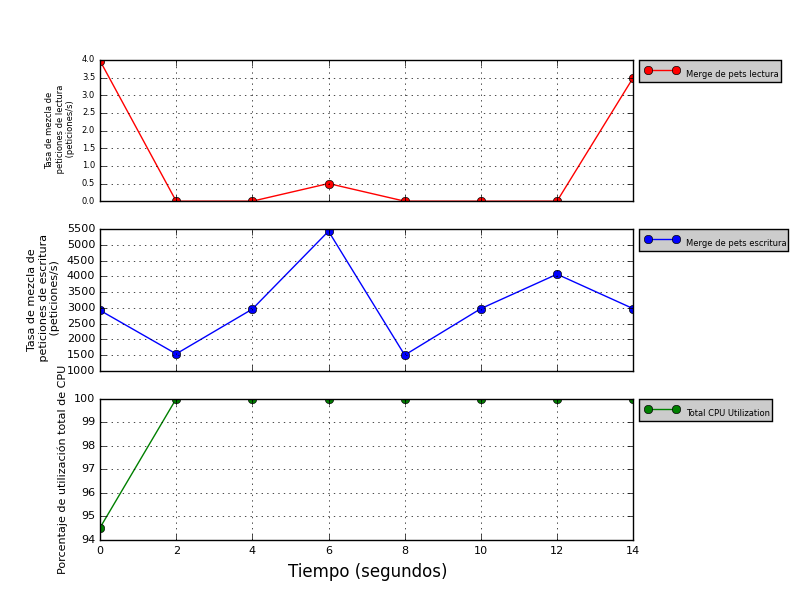 Tasa de mezcla de
peticiones de lectura
(peticiones/s)
4.0
3.5
3.0
2.5
2.0
1.5
1.0
0.5
0.0
Merge de pets lectura
Tasa de mezcla de
peticiones de escritura
(peticiones/s)
5500
5000
4500
4000
3500
3000
2500
2000
1500
1000
Merge de pets escritura
Porcentaje de utilización total de CPU
100
99
98
97
96
95
94
Total CPU Utilization
0 2 4 6 8 10 12 14
Tiempo (segundos)